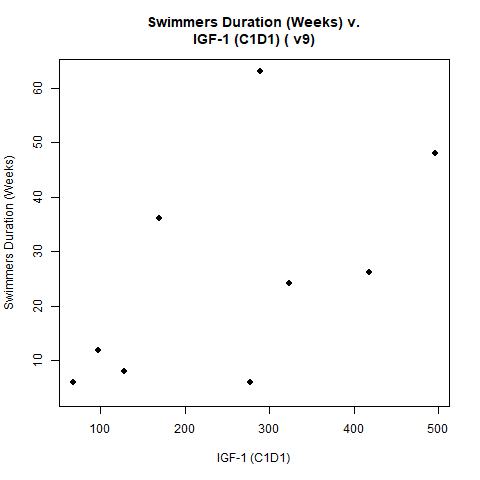 Swimmers Duration (Weeks) v.
IGF-1 (C1D1) ( v9)
Swimmers Duration (Weeks)
60
50
40
30
20
10
100 200 300 400 500
IGF-1 (C1D1)